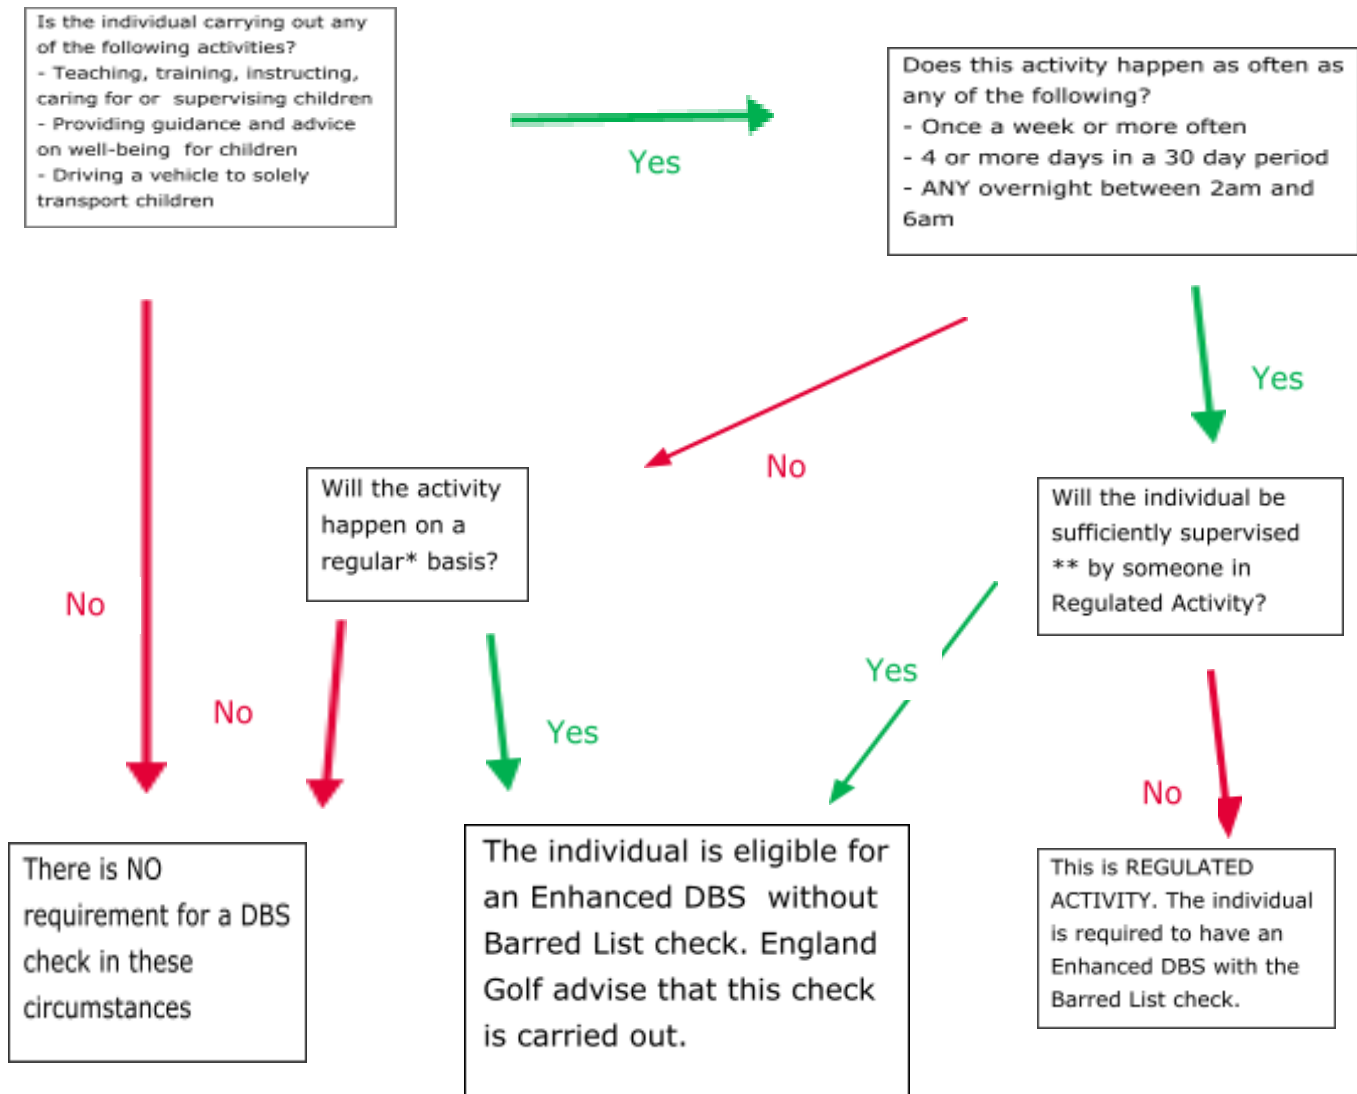 Is the individual carrying out any
of the following activities?
- Teaching, training, instructing,
caring for or supervising children
- Providing guidance and advice
on well-being for children
- Driving a vehicle to solely
transport children
Yes
Does this activity happen as often as
any of the following?
- Once a week or more often
- 4 or more days in a 30 day period
- ANY overnight between 2am and
6am
Yes
No
Will the activity
happen on a
regular* basis?
Will the individual be
sufficiently supervised
** by someone in
Regulated Activity?
No
No
Yes
Yes
No
There is NO
requirement for a DBS
check in these
circumstances
The individual is eligible for
an Enhanced DBS without
Barred List check. England
Golf advise that this check
is carried out.
This is REGULATED
ACTIVITY. The individual
is required to have an
Enhanced DBS with the
Barred List check.